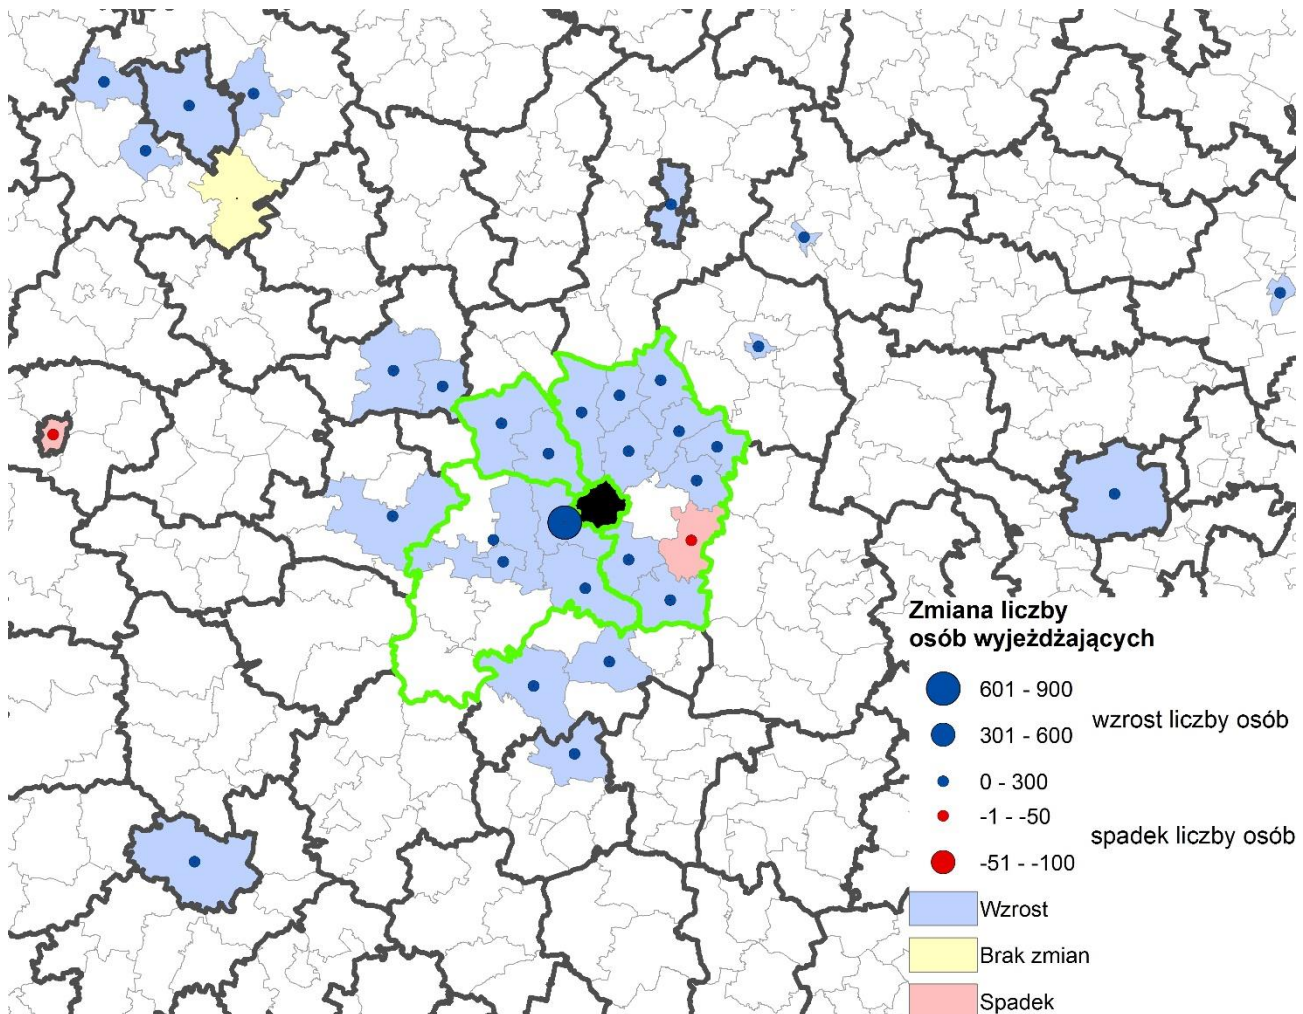 Zmiana liczby
osób wyjeżdżających
601 - 900
wzrost liczby osób
301 - 600
0 - 300
-1 - -50
spadek liczby osób
-51 - -100
Wzrost
Brak zmian
Spadek